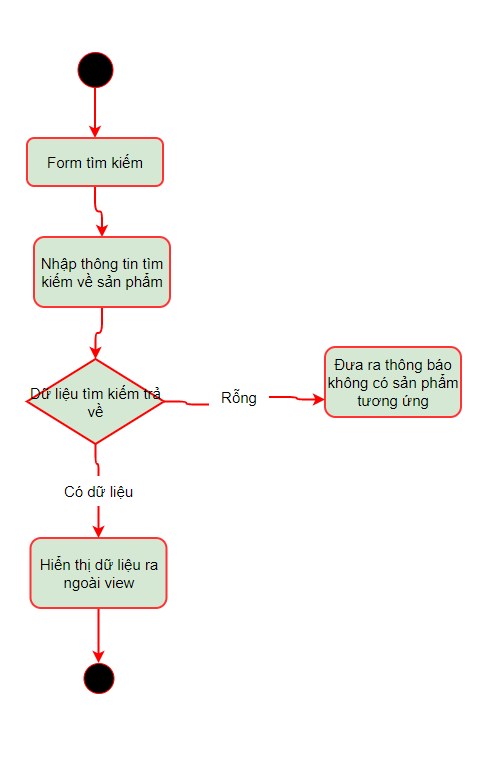 Form tìm kiếm
Nhập thông tin tìm
kiếm về sản phẩm
Dữ liệu tìm kiếm trả
về
Rỗng
Đưa ra thông báo
không có sản phẩm
tương ứng
Có dữ liệu
Hiển thị dữ liệu ra
ngoài view